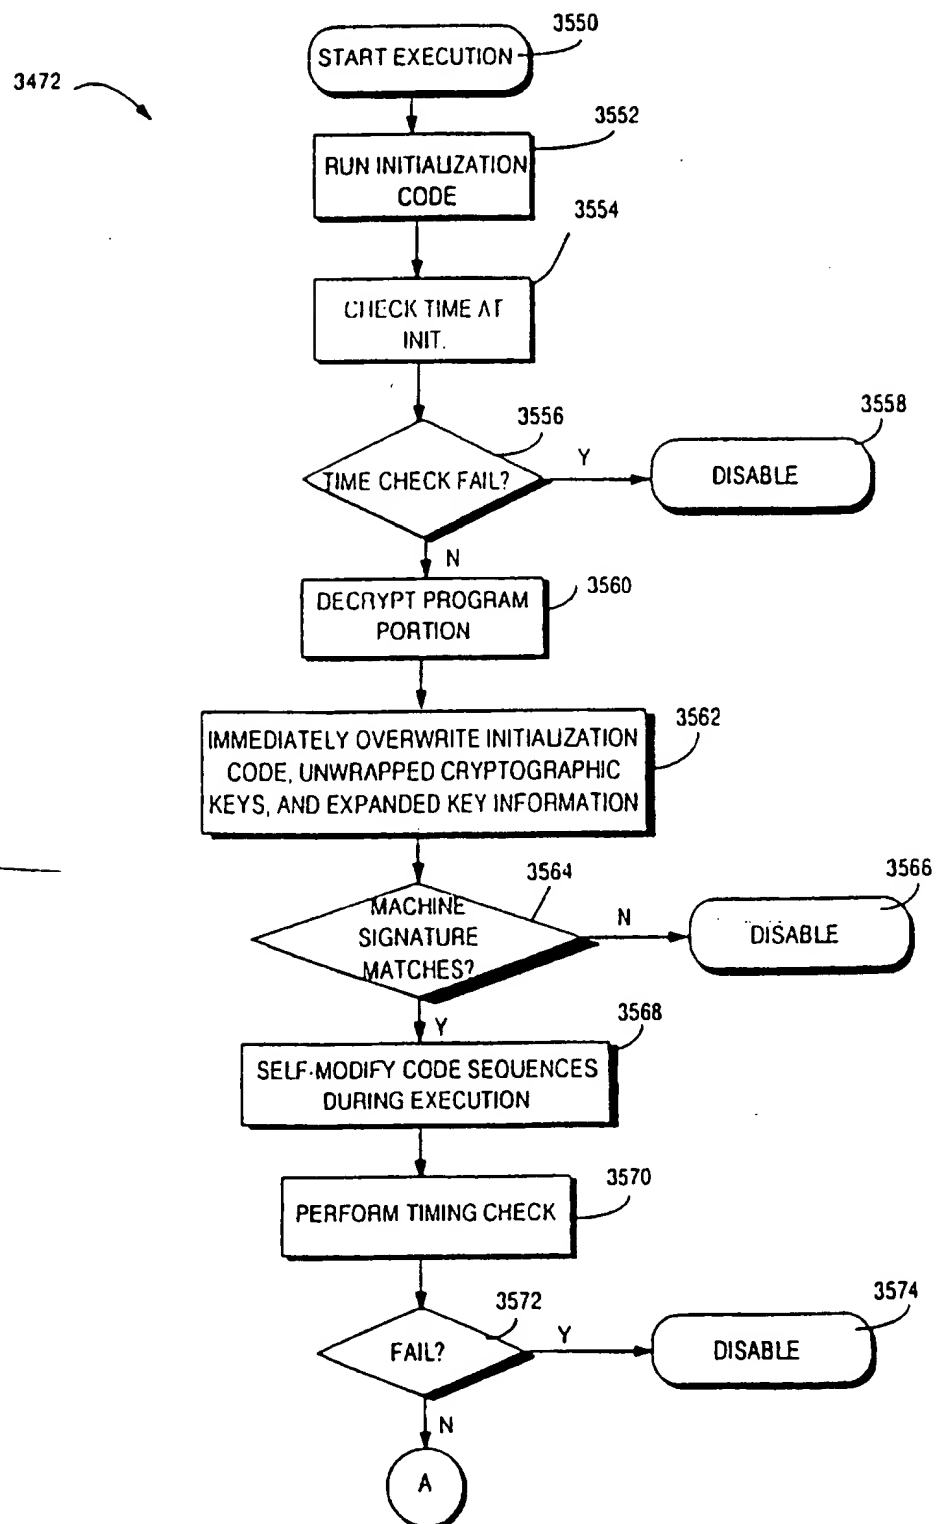 3550
START EXECUTION
3472
3552
RUN INITIALIZATION
CODE
3554
CHECK TIME AT
INIT.
3556
TIME CHECK FAIL?
Y
3558
DISABLE
N
3560
DECRYPT PROGRAM
PORTION
3562
IMMEDIATELY OVERWRITE INITIALIZATION
CODE, UNWRAPPED CRYPTOGRAPHIC
KEYS, AND EXPANDED KEY INFORMATION
3564
MACHINE
SIGNATURE
MATCHES?
N
3566
DISABLE
Y
3568
SELF-MODIFY CODE SEQUENCES
DURING EXECUTION
3570
PERFORM TIMING CHECK
3572
FAIL?
Y
3574
DISABLE
N
A